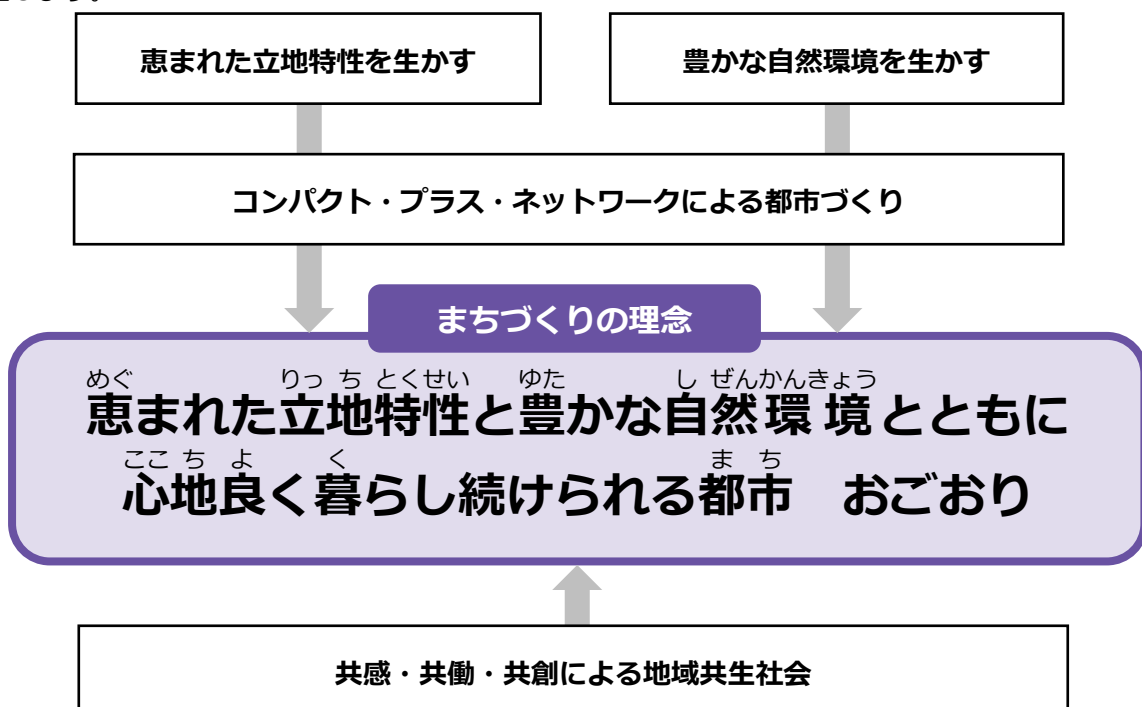 恵まれた立地特性を生かす
豊かな自然環境を生かす
コンパクト・プラス・ネットワークによる都市づくり
まちづくりの理念
めぐ りっ ち とくせい ゆた し ぜんかんきょう
恵まれた立地特性と豊かな自然環境とともに
ここ ち よ く ま ち
心地良く暮らし続けられる都市 おごおり
共感・共働・共創による地域共生社会